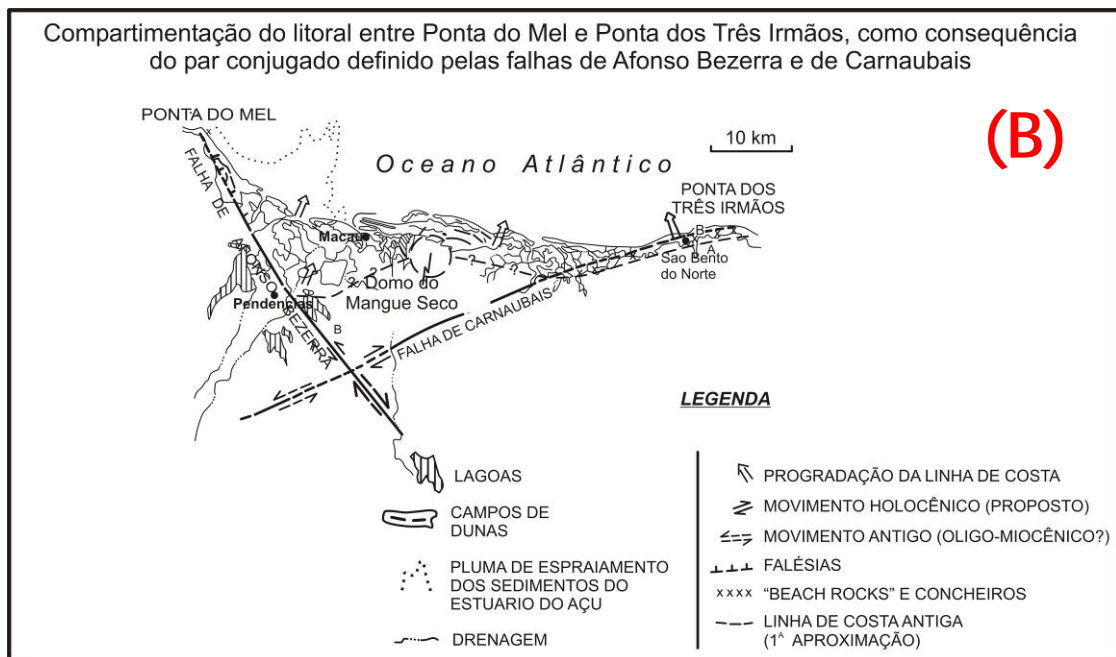 Compartimentação do litoral entre Ponta do Mel e Ponta dos Três Irmãos, como consequência
do par conjugado definido pelas falhas de Afonso Bezerra e de Carnaubais
(B)
PONTA DO MEL
10 km
Oceano Atlântico
PONTA DOS
TRÊS IRMÃOS
FALHA DE
B
A
Macau
Sao Bento
do Norte
?
?
?
?
Domo do
Mangue Seco
Pendencias
BEZERRA
B
FALHA DE CARNAUBAIS
LEGENDA
LAGOAS
CAMPOS DE
DUNAS
PLUMA DE ESPRAIAMENTO
DOS SEDIMENTOS DO
ESTUARIO DO AÇU
DRENAGEM
PROGRADAÇÃO DA LINHA DE COSTA
MOVIMENTO HOLOCÊNICO (PROPOSTO)
MOVIMENTO ANTIGO (OLIGO-MIOCÊNICO?)
FALÉSIAS
xxxx "BEACH ROCKS" E CONCHEIROS
LINHA DE COSTA ANTIGA
(1ᴬ APROXIMAÇÃO)